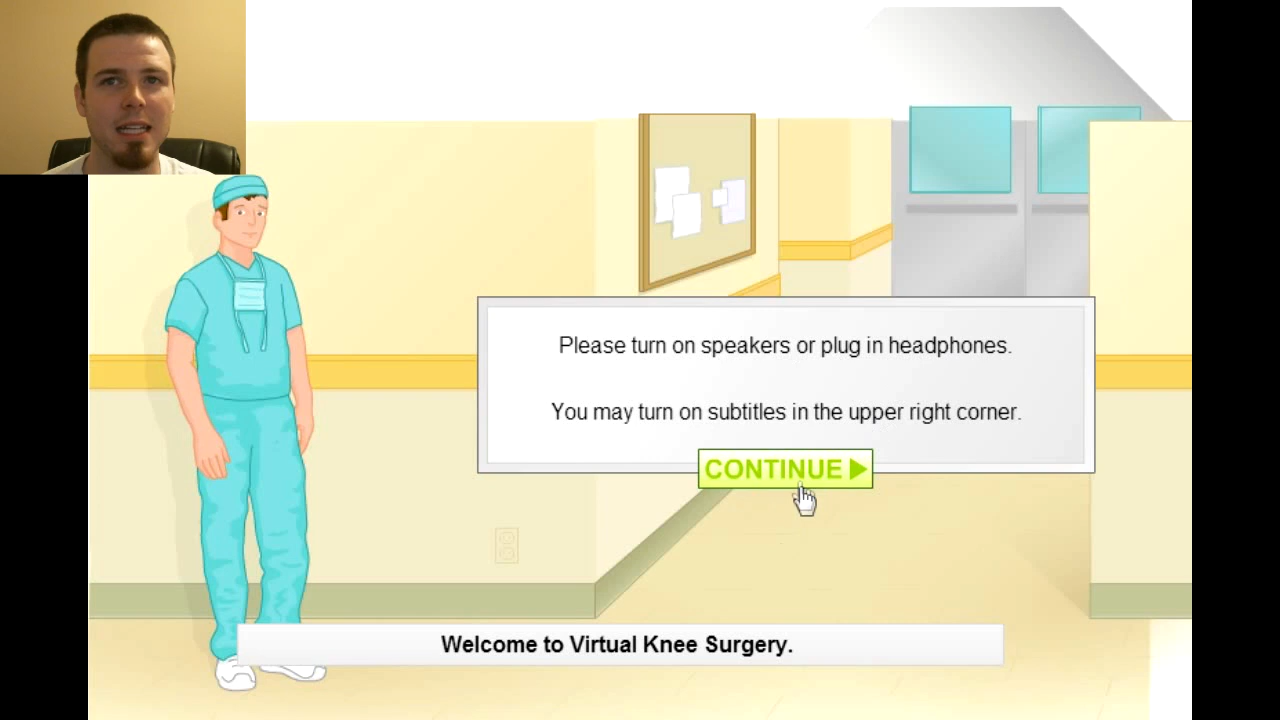 Please turn on speakers or plug in headphones.
You may turn on subtitles in the upper right corner.
CONTINUE
Welcome to Virtual Knee Surgery.